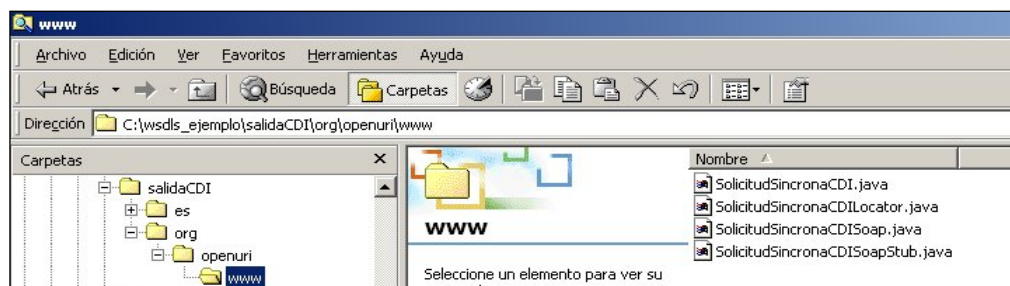 www
Archivo Edición Ver Favoritos Herramientas Ayuda
Atrás Búsqueda Carpetas
Dirección C:\wsdls_ejemplo\salidaCDI\org\openuri\www
Carpetas
salidaCDI
es
org
openuri
www
www
Seleccione un elemento para ver su
Nombre
SolicitudSincronaCDI.java
SolicitudSincronaCDILocator.java
SolicitudSincronaCDISoap.java
SolicitudSincronaCDISoapStub.java